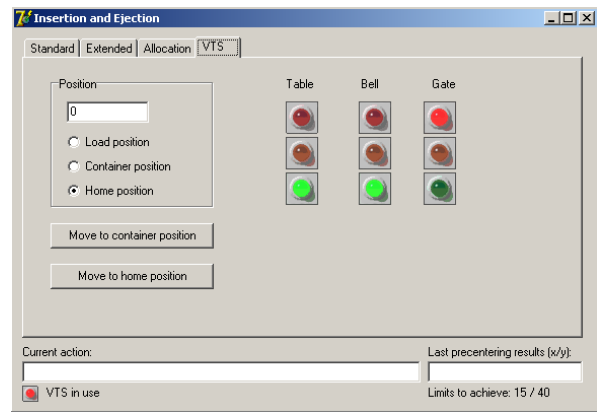 Insertion and Ejection
Standard Extended Allocation VTS
Position Table Bell Gate
0
Load position
Container position
Home position
Move to container position
Move to home position
Current action: Last precentering results (x/y):
VTS in use Limits to achieve: 15 / 40